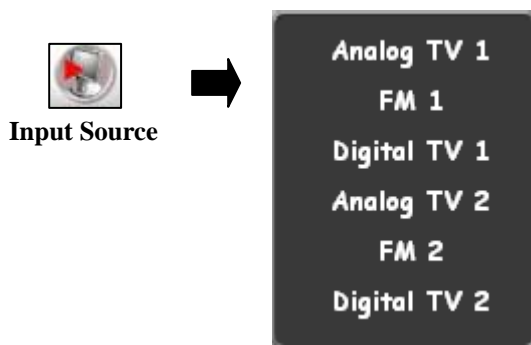 Input Source
Analog TV 1
FM 1
Digital TV 1
Analog TV 2
FM 2
Digital TV 2